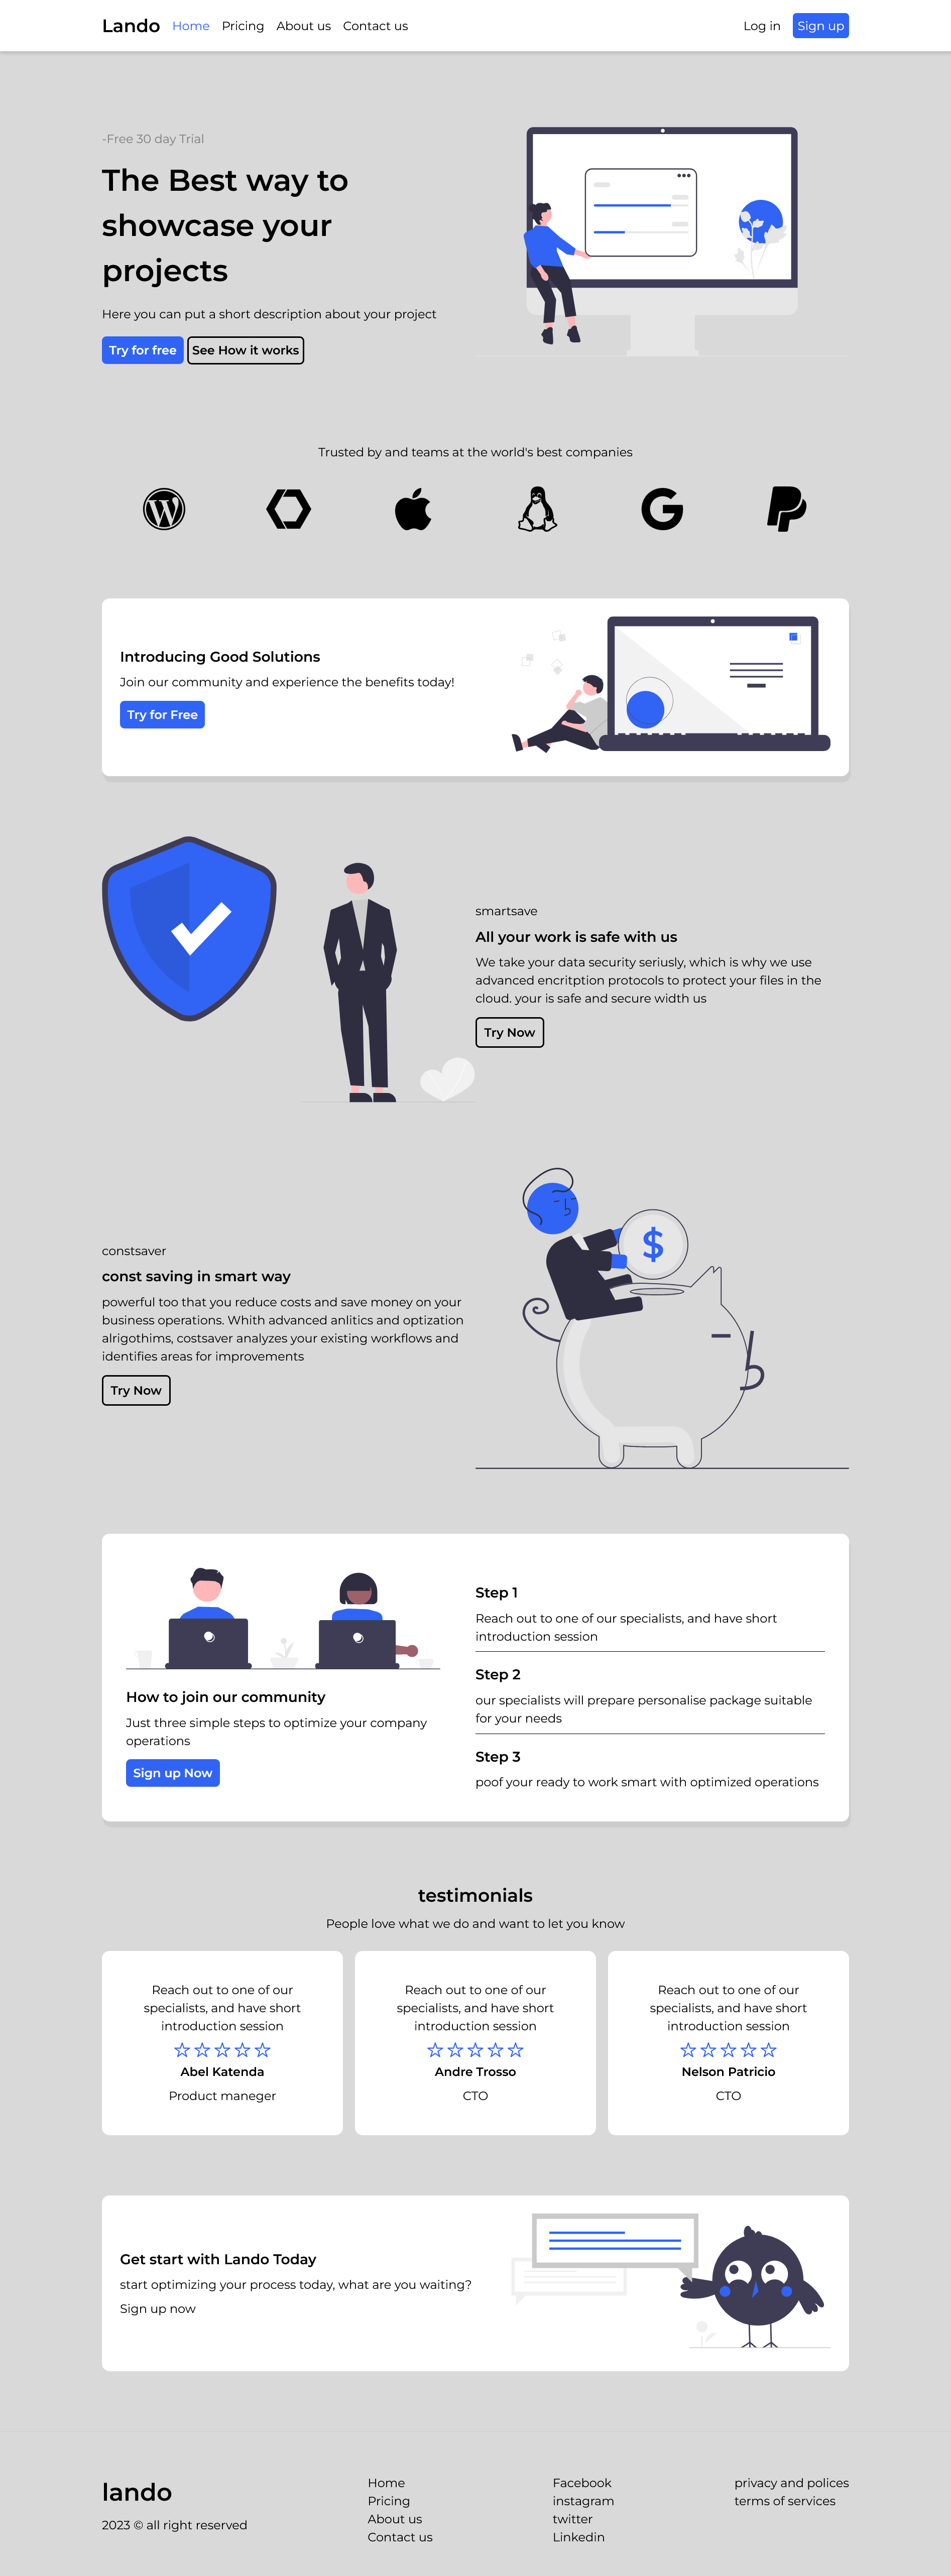 Lando Home Pricing About us Contact us Log in Sign up
-Free 30 day Trial
The Best way to
showcase your
projects
Here you can put a short description about your project
Try for free See How it works
Trusted by and teams at the world's best companies
Introducing Good Solutions
Join our community and experience the benefits today!
Try for Free
smartsave
All your work is safe with us
We take your data security seriusly, which is why we use
advanced encritption protocols to protect your files in the
cloud. your is safe and secure width us
Try Now
$
constsaver
const saving in smart way
powerful too that you reduce costs and save money on your
business operations. Whith advanced anlitics and optization
alrigothims, costsaver analyzes your existing workflows and
identifies areas for improvements
Try Now
How to join our community
Just three simple steps to optimize your company
operations
Sign up Now
Step 1
Reach out to one of our specialists, and have short
introduction session
Step 2
our specialists will prepare personalise package suitable
for your needs
Step 3
poof your ready to work smart with optimized operations
testimonials
People love what we do and want to let you know
Reach out to one of our
specialists, and have short
introduction session
Abel Katenda
Product maneger
Reach out to one of our
specialists, and have short
introduction session
Andre Trosso
CTO
Reach out to one of our
specialists, and have short
introduction session
Nelson Patricio
CTO
Get start with Lando Today
start optimizing your process today, what are you waiting?
Sign up now
lando
2023 © all right reserved
Home
Pricing
About us
Contact us
Facebook
instagram
twitter
Linkedin
privacy and polices
terms of services